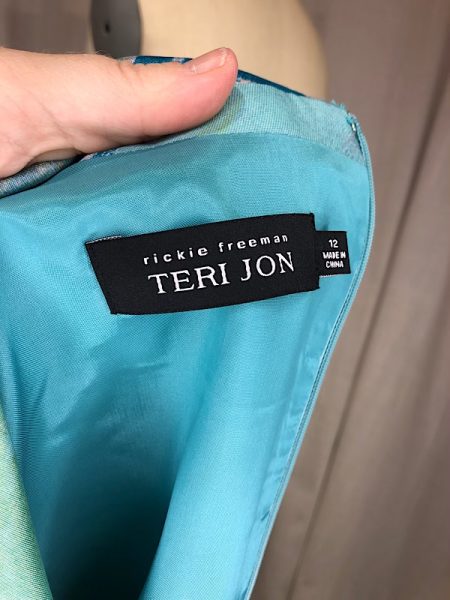 rickie freeman
TERI JON
12
MADE IN
CHINA